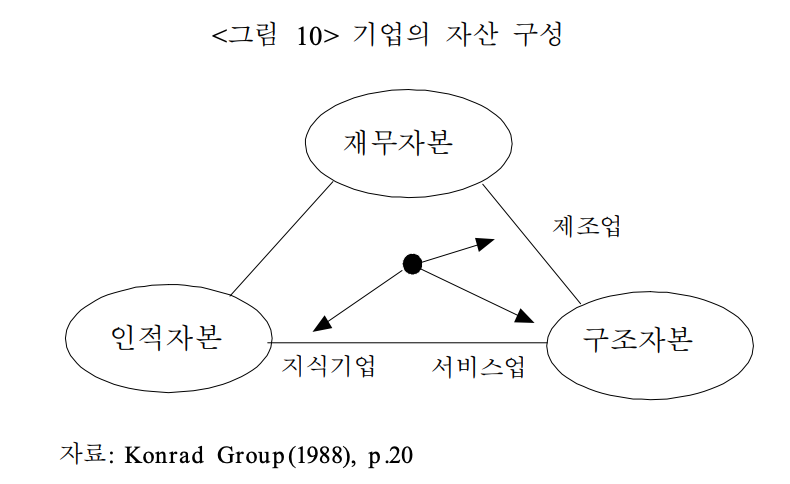 <그림 10> 기업의 자산 구성
재무자본
제조업
인적자본
구조자본
지식기업
서비스업
자료: Konrad Group(1988), p.20